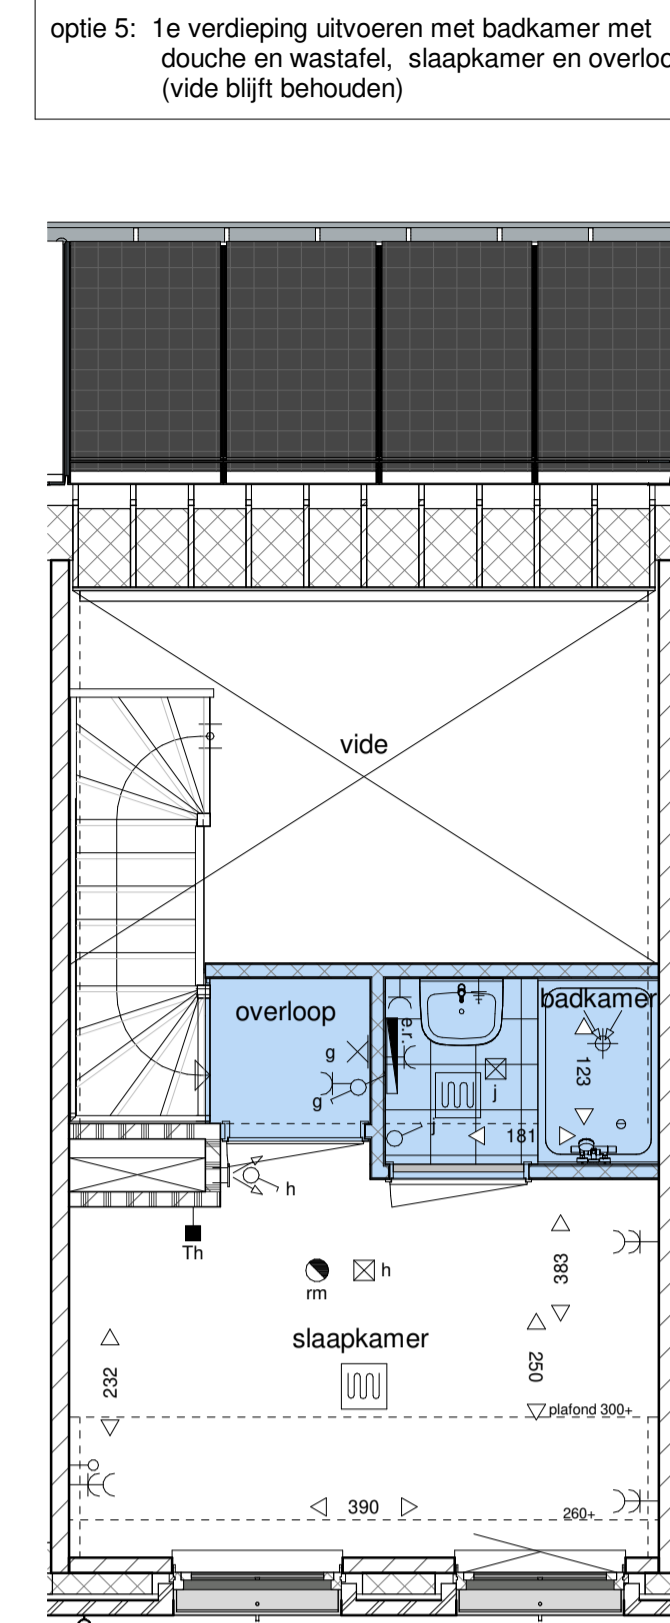 optie 5: 1e verdieping uitvoeren met badkamer met
douche en wastafel, slaapkamer en overloo
(vide blijft behouden)
vide
overloop
badkamer
e.r.
g
g
j
j
123
181
h
Th
rm
h
383
slaapkamer
232
250
plafond 300+
390
260+